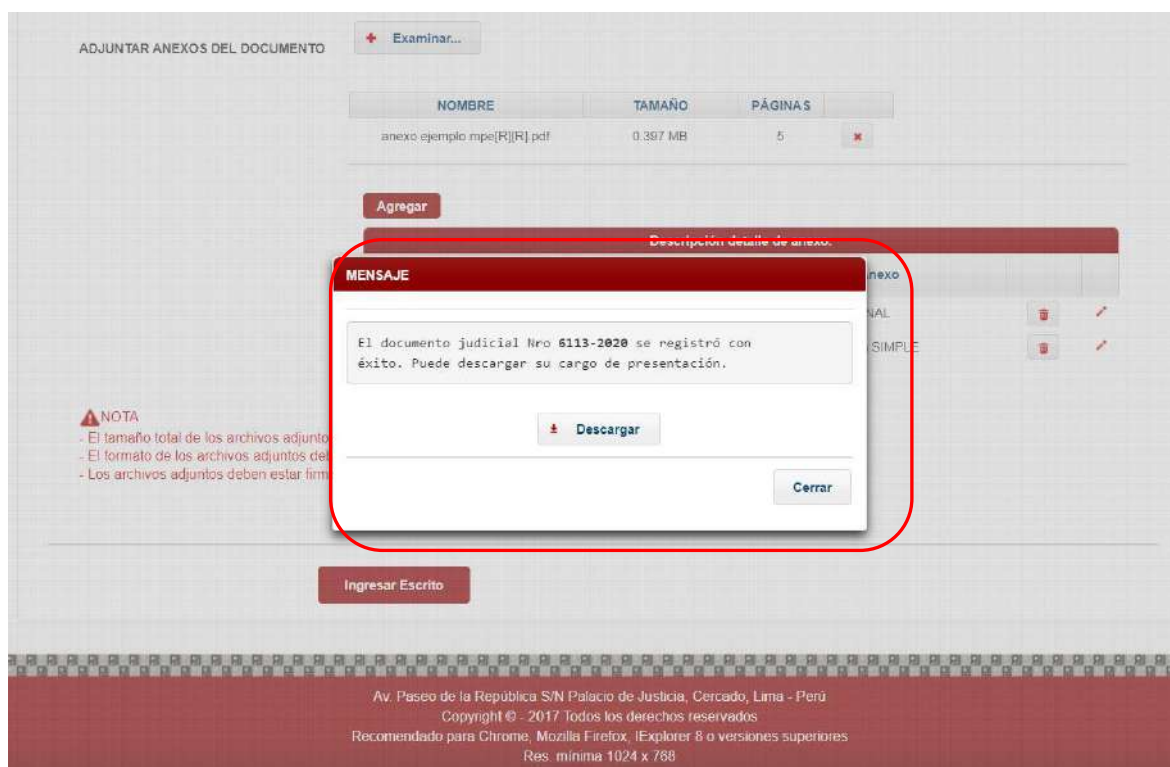 ADJUNTAR ANEXOS DEL DOCUMENTO
Examinar...
NOMBRE TAMAÑO PÁGINAS
anexo ejemplo mpe[R][R].pdf 0.397 MB 5
Agregar
Descripción detalle de anexo.
MENSAJE
nexo
NAL
El documento judicial Nro 6113-2020 se registró con
éxito. Puede descargar su cargo de presentación.
SIMPLE
NOTA
- El tamaño total de los archivos adjunto
- El formato de los archivos adjuntos de
- Los archivos adjuntos deben estar firm
Descargar
Cerrar
Ingresar Escrito
Av. Paseo de la República S/N Palacio de Justicia, Cercado, Lima - Perú
Copyright © - 2017 Todos los derechos reservados
Recomendado para Chrome, Mozilla Firefox, IExplorer 8 o versiones superiores
Res. mínima 1024 x 768